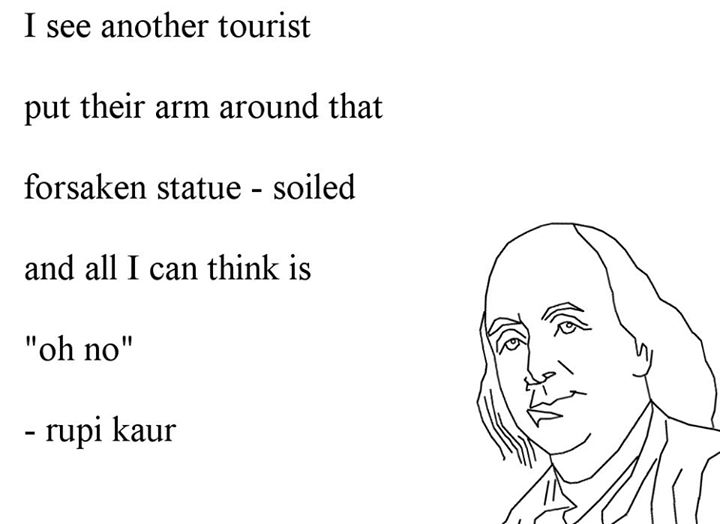 I see another tourist
put their arm around that
forsaken statue - soiled
and all I can think is
"oh no"
- rupi kaur